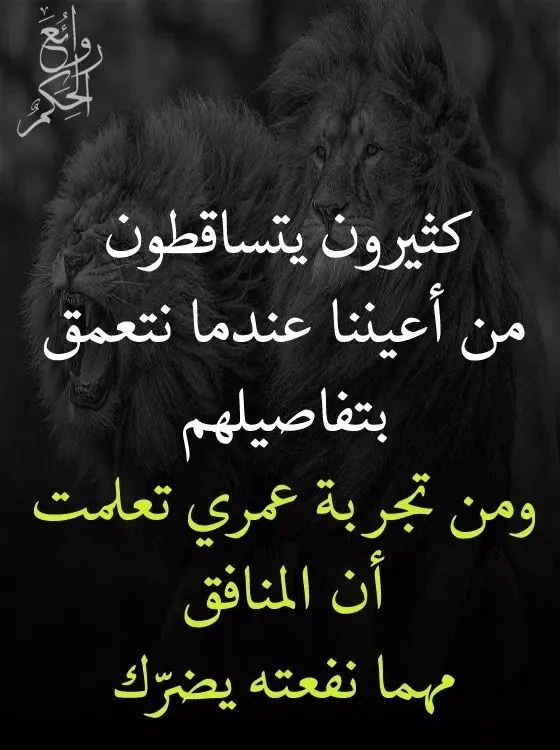 روائع
الحكم
كثيرون يتساقطون
من أعيننا عندما نتعمق
بتفاصيلهم
ومن تجربة عمري تعلمت
أن المنافق
مهما نفعته يضرّك